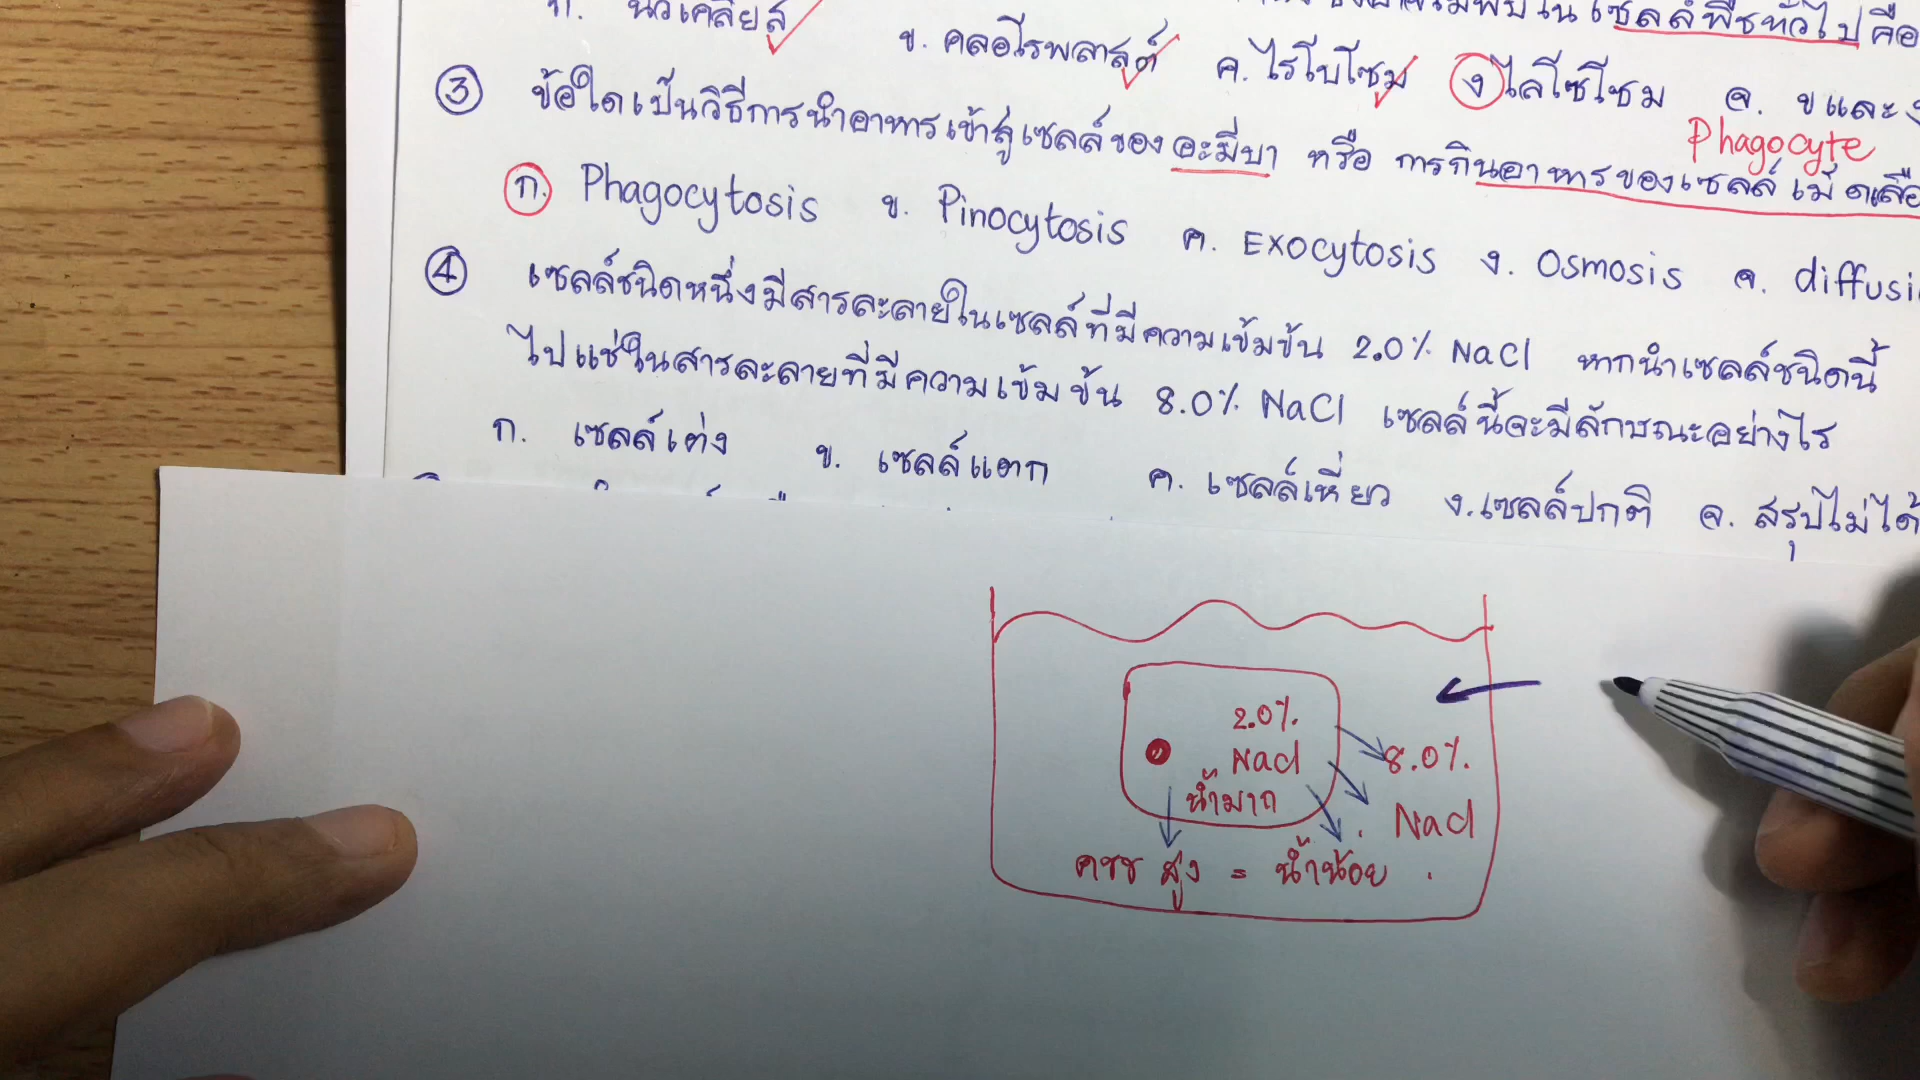 ก. นิวเคลียส ข. คลอโรพลาสต์ ค. ไรโบโซม ง ไลโซโซม จ. ข และ ง
เซลล์พืชทั่วไป คือ
③ ข้อใดเป็นวิธีการนำอาหารเข้าสู่เซลล์ของ อะมีบา หรือ การกินอาหารของเซลล์เม็ดเลือ
Phagocyte
ก. Phagocytosis ข. Pinocytosis ค. Exocytosis ง. Osmosis จ. diffusi
④ เซลล์ชนิดหนึ่งมีสารละลายในเซลล์ที่มีความเข้มข้น 2.0% NaCl หากนำเซลล์ชนิดนี้
ไปแช่ในสารละลายที่มีความเข้มข้น 8.0% NaCl เซลล์นี้จะมีลักษณะอย่างไร
ก. เซลล์เต่ง ข. เซลล์แตก ค. เซลล์เหี่ยว ง. เซลล์ปกติ จ. สรุปไม่ได้
2.0%
NaCl
น้ำมาก
8.0%
NaCl
คขข สูง = น้ำน้อย